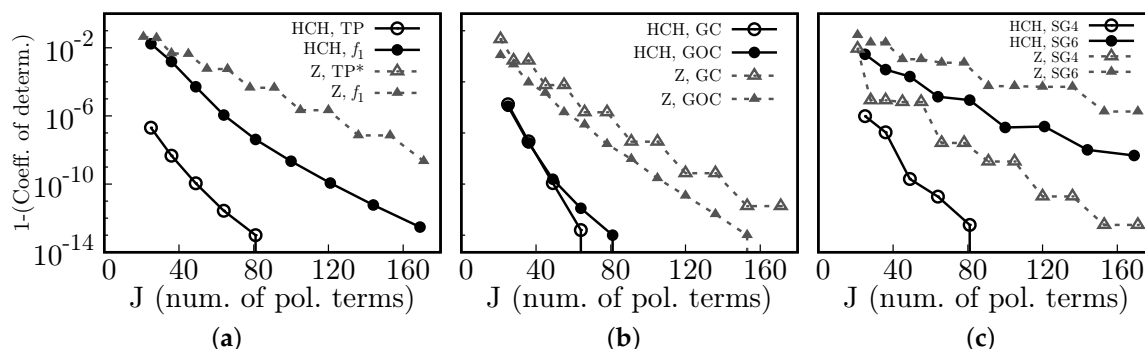 1-(Coeff. of determ.)
10-2
10-6
10-10
10-14
HCH, TP
HCH, f1
Z, TP*
Z, f1
0 40 80 120 160
J (num. of pol. terms)
(a)
HCH, GC
HCH, GOC
Z, GC
Z, GOC
0 40 80 120 160
J (num. of pol. terms)
(b)
HCH, SG4
HCH, SG6
Z, SG4
Z, SG6
0 40 80 120 160
J (num. of pol. terms)
(c)